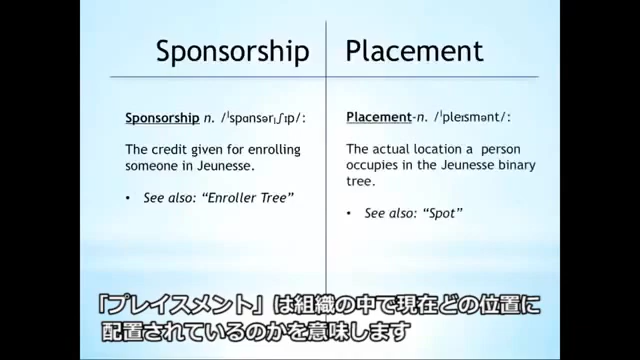 Sponsorship
Placement
Sponsorship n. /ˈspɑnsərˌʃɪp/:
The credit given for enrolling
someone in Jeunesse.
• See also: “Enroller Tree”
Placement-n. /ˈpleɪsmənt/:
The actual location a person
occupies in the Jeunesse binary
tree.
• See also: “Spot”
「プレイスメント」は組織の中で現在どの位置に
配置されているのかを意味します